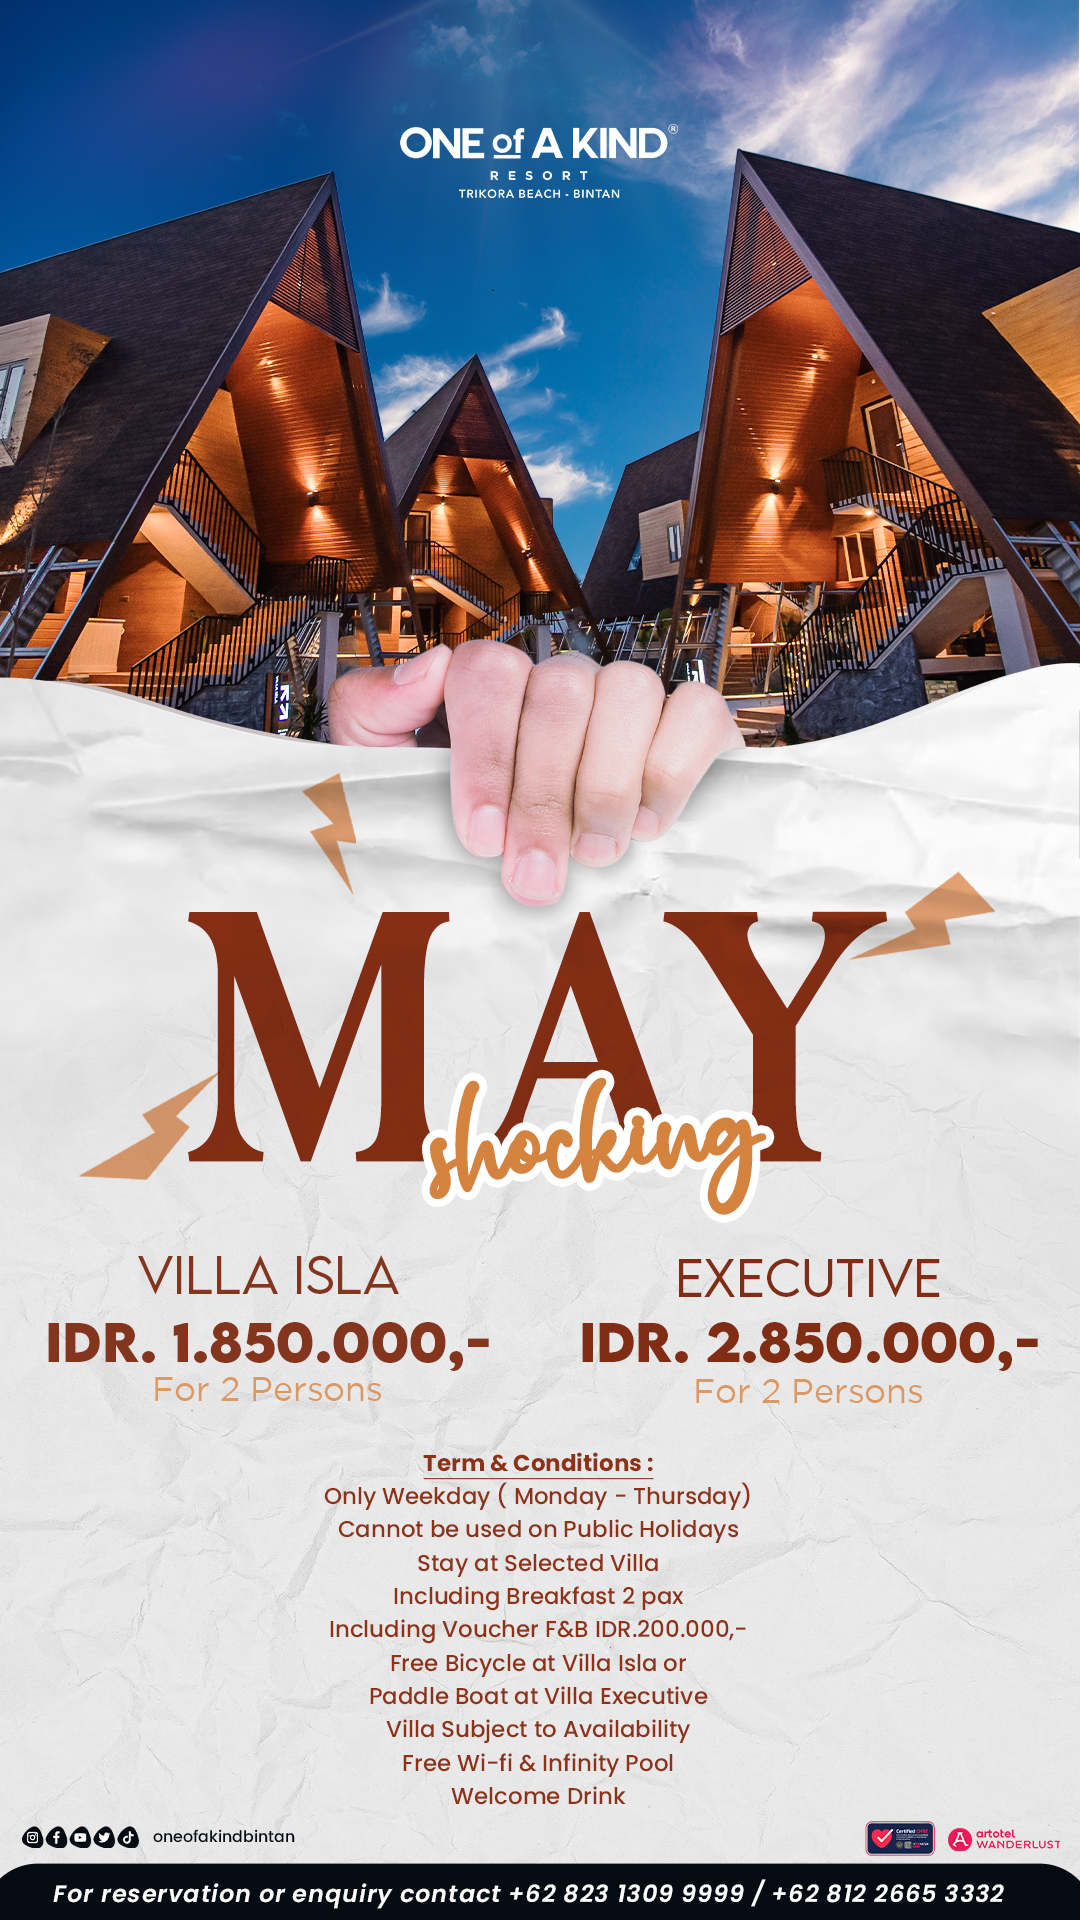 ONE of A KIND®
RESORT
TRIKORA BEACH - BINTAN
MAY
shocking
VILLA ISLA
IDR. 1.850.000,-
For 2 Persons
EXECUTIVE
IDR. 2.850.000,-
For 2 Persons
Term & Conditions :
Only Weekday ( Monday - Thursday)
Cannot be used on Public Holidays
Stay at Selected Villa
Including Breakfast 2 pax
Including Voucher F&B IDR.200.000,-
Free Bicycle at Villa Isla or
Paddle Boat at Villa Executive
Villa Subject to Availability
Free Wi-fi & Infinity Pool
Welcome Drink
oneofakindbintan
Certified CHSE
artotel
WANDERLUST
For reservation or enquiry contact +62 823 1309 9999 / +62 812 2665 3332